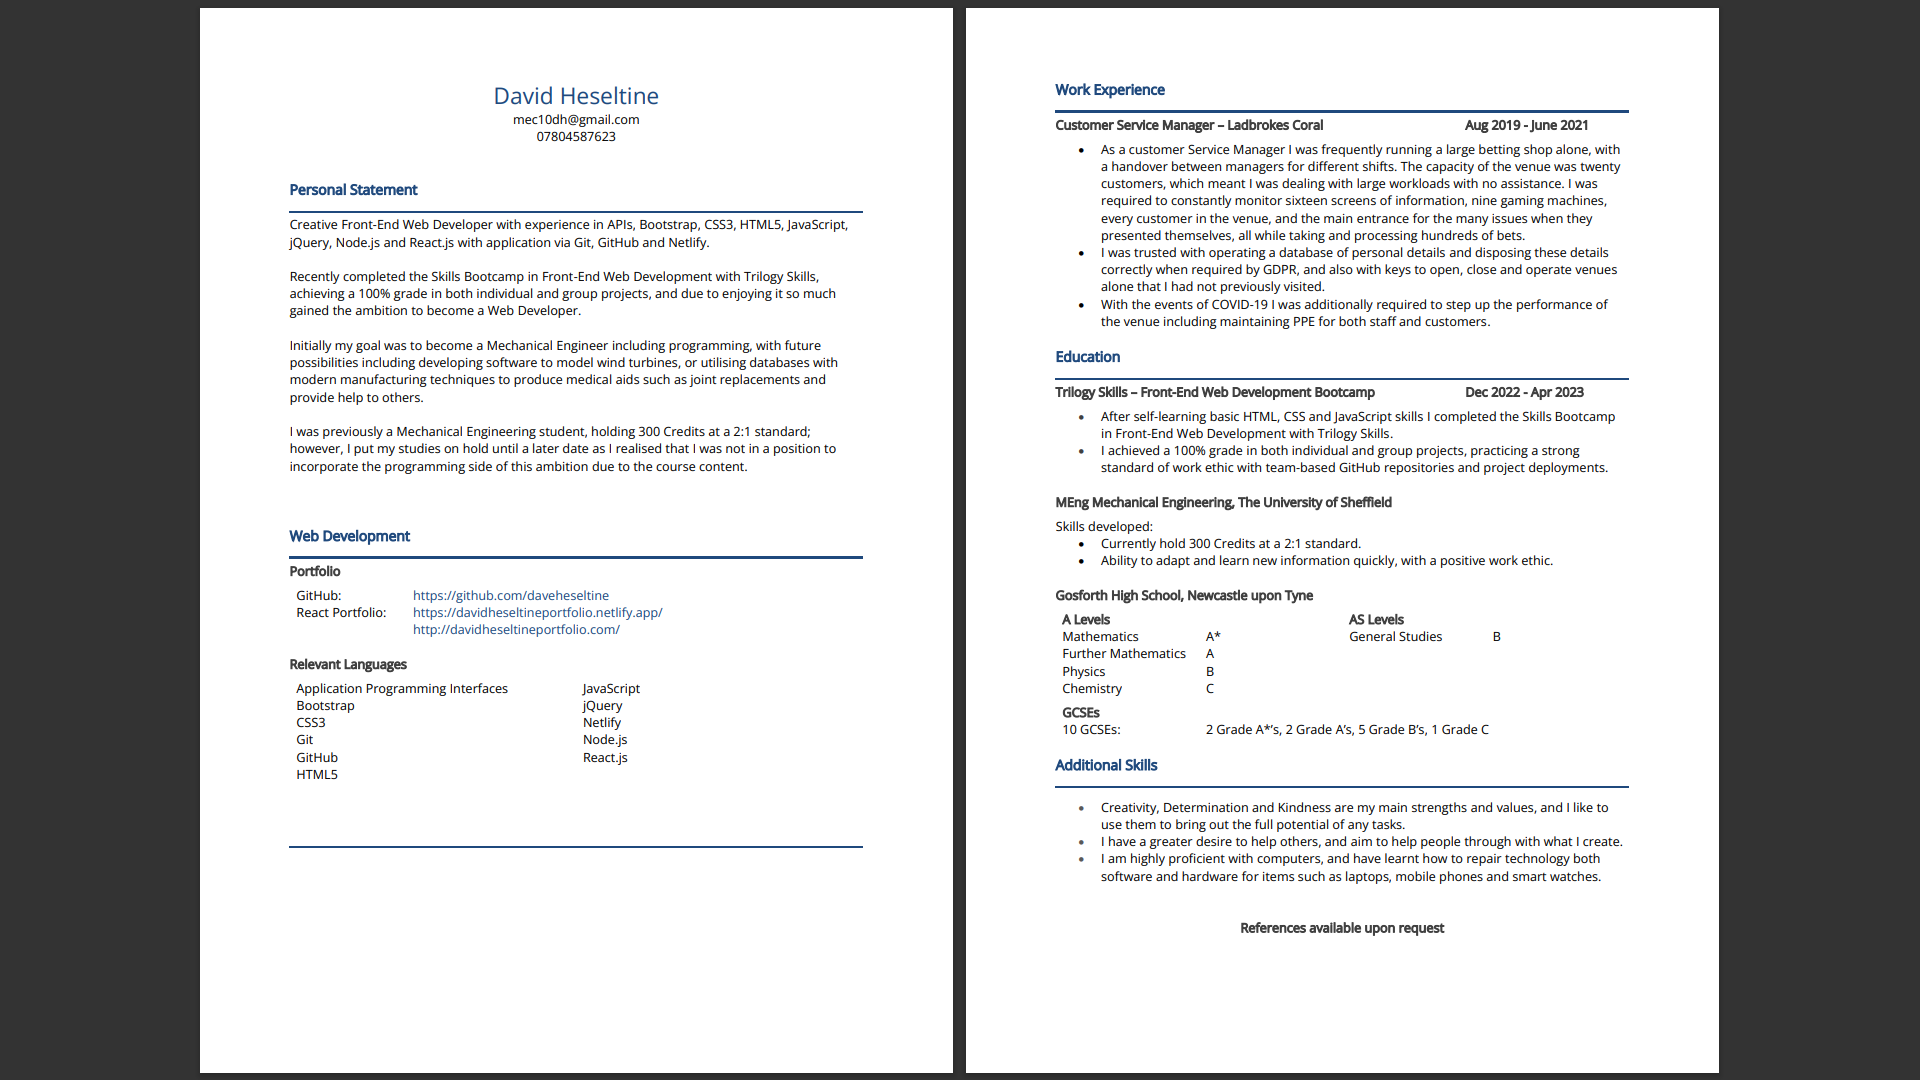 David Heseltine
mec10dh@gmail.com
07804587623
Personal Statement
Creative Front-End Web Developer with experience in APIs, Bootstrap, CSS3, HTML5, JavaScript,
jQuery, Node.js and React.js with application via Git, GitHub and Netlify.
Recently completed the Skills Bootcamp in Front-End Web Development with Trilogy Skills,
achieving a 100% grade in both individual and group projects, and due to enjoying it so much
gained the ambition to become a Web Developer.
Initially my goal was to become a Mechanical Engineer including programming, with future
possibilities including developing software to model wind turbines, or utilising databases with
modern manufacturing techniques to produce medical aids such as joint replacements and
provide help to others.
I was previously a Mechanical Engineering student, holding 300 Credits at a 2:1 standard;
however, I put my studies on hold until a later date as I realised that I was not in a position to
incorporate the programming side of this ambition due to the course content.
Web Development
Portfolio
GitHub: https://github.com/daveheseltine
React Portfolio: https://davidheseltineportfolio.netlify.app/
http://davidheseltineportfolio.com/
Relevant Languages
Application Programming Interfaces JavaScript
Bootstrap jQuery
CSS3 Netlify
Git Node.js
GitHub React.js
HTML5
Work Experience
Customer Service Manager – Ladbrokes Coral Aug 2019 - June 2021
• As a customer Service Manager I was frequently running a large betting shop alone, with
a handover between managers for different shifts. The capacity of the venue was twenty
customers, which meant I was dealing with large workloads with no assistance. I was
required to constantly monitor sixteen screens of information, nine gaming machines,
every customer in the venue, and the main entrance for the many issues when they
presented themselves, all while taking and processing hundreds of bets.
• I was trusted with operating a database of personal details and disposing these details
correctly when required by GDPR, and also with keys to open, close and operate venues
alone that I had not previously visited.
• With the events of COVID-19 I was additionally required to step up the performance of
the venue including maintaining PPE for both staff and customers.
Education
Trilogy Skills – Front-End Web Development Bootcamp Dec 2022 - Apr 2023
• After self-learning basic HTML, CSS and JavaScript skills I completed the Skills Bootcamp
in Front-End Web Development with Trilogy Skills.
• I achieved a 100% grade in both individual and group projects, practicing a strong
standard of work ethic with team-based GitHub repositories and project deployments.
MEng Mechanical Engineering, The University of Sheffield
Skills developed:
• Currently hold 300 Credits at a 2:1 standard.
• Ability to adapt and learn new information quickly, with a positive work ethic.
Gosforth High School, Newcastle upon Tyne
A Levels AS Levels
Mathematics A* General Studies B
Further Mathematics A
Physics B
Chemistry C
GCSEs
10 GCSEs: 2 Grade A*’s, 2 Grade A’s, 5 Grade B’s, 1 Grade C
Additional Skills
• Creativity, Determination and Kindness are my main strengths and values, and I like to
use them to bring out the full potential of any tasks.
• I have a greater desire to help others, and aim to help people through with what I create.
• I am highly proficient with computers, and have learnt how to repair technology both
software and hardware for items such as laptops, mobile phones and smart watches.
References available upon request